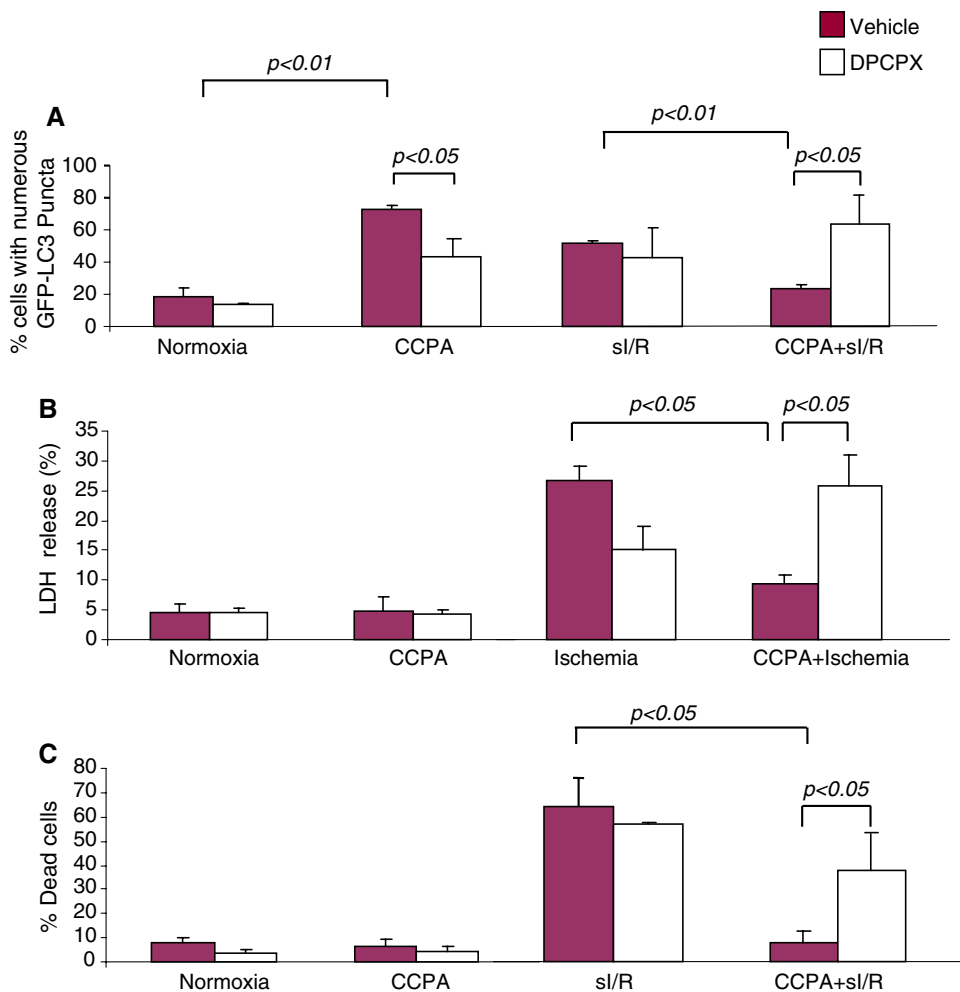 Vehicle
DPCPX
p<0.01
A
p<0.01
p<0.05
p<0.05
% cells with numerous
GFP-LC3 Puncta
100
80
60
40
20
0
Normoxia CCPA sI/R CCPA+sI/R
B
p<0.05
p<0.05
LDH release (%)
35
30
25
20
15
10
5
0
Normoxia CCPA Ischemia CCPA+Ischemia
p<0.05
C
p<0.05
% Dead cells
80
70
60
50
40
30
20
10
0
Normoxia CCPA sI/R CCPA+sI/R